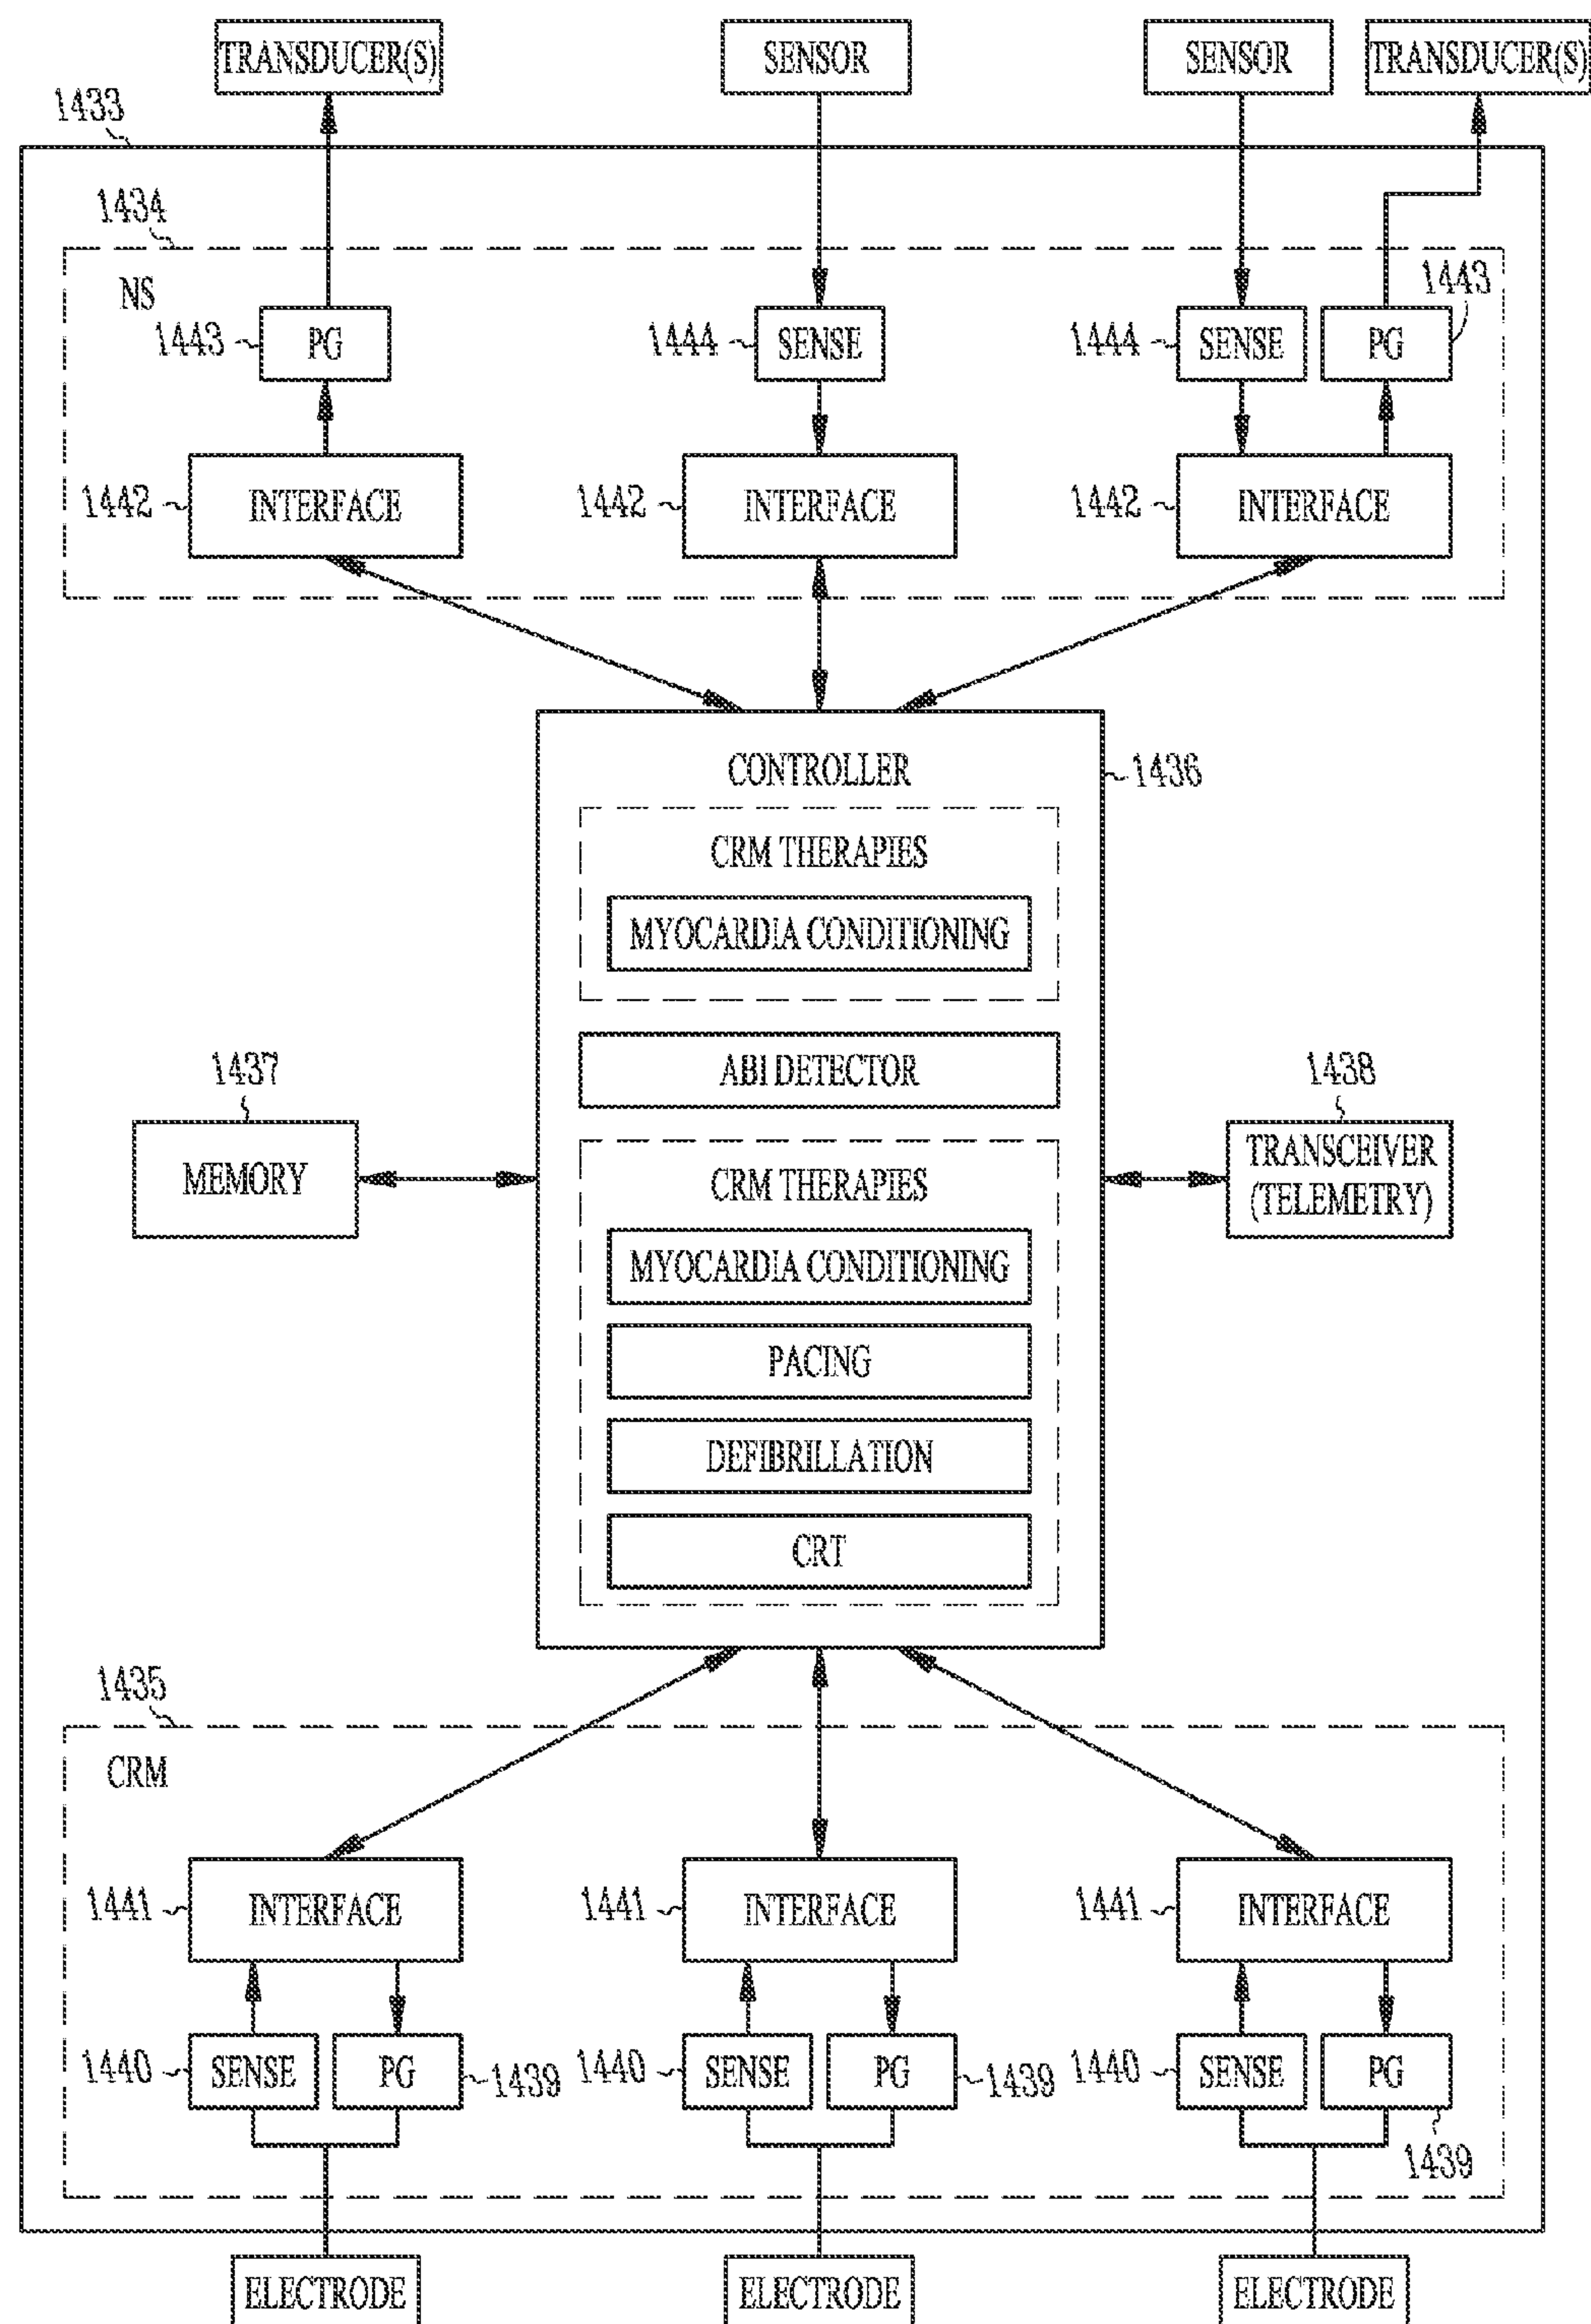 TRANSDUCER(S) SENSOR SENSOR TRANSDUCER(S)
1433
1434
NS
1443 PG 1444 SENSE 1444 SENSE PG 1443
1442 INTERFACE 1442 INTERFACE 1442 INTERFACE
CONTROLLER 1436
CRM THERAPIES
MYOCARDIA CONDITIONING
ABI DETECTOR
1437
MEMORY
1438
TRANSCEIVER
(TELEMETRY)
CRM THERAPIES
MYOCARDIA CONDITIONING
PACING
DEFIBRILLATION
CRT
1435
CRM
1441 INTERFACE 1441 INTERFACE 1441 INTERFACE
1440 SENSE PG 1439 1440 SENSE PG 1439 1440 SENSE PG
1439
ELECTRODE ELECTRODE ELECTRODE